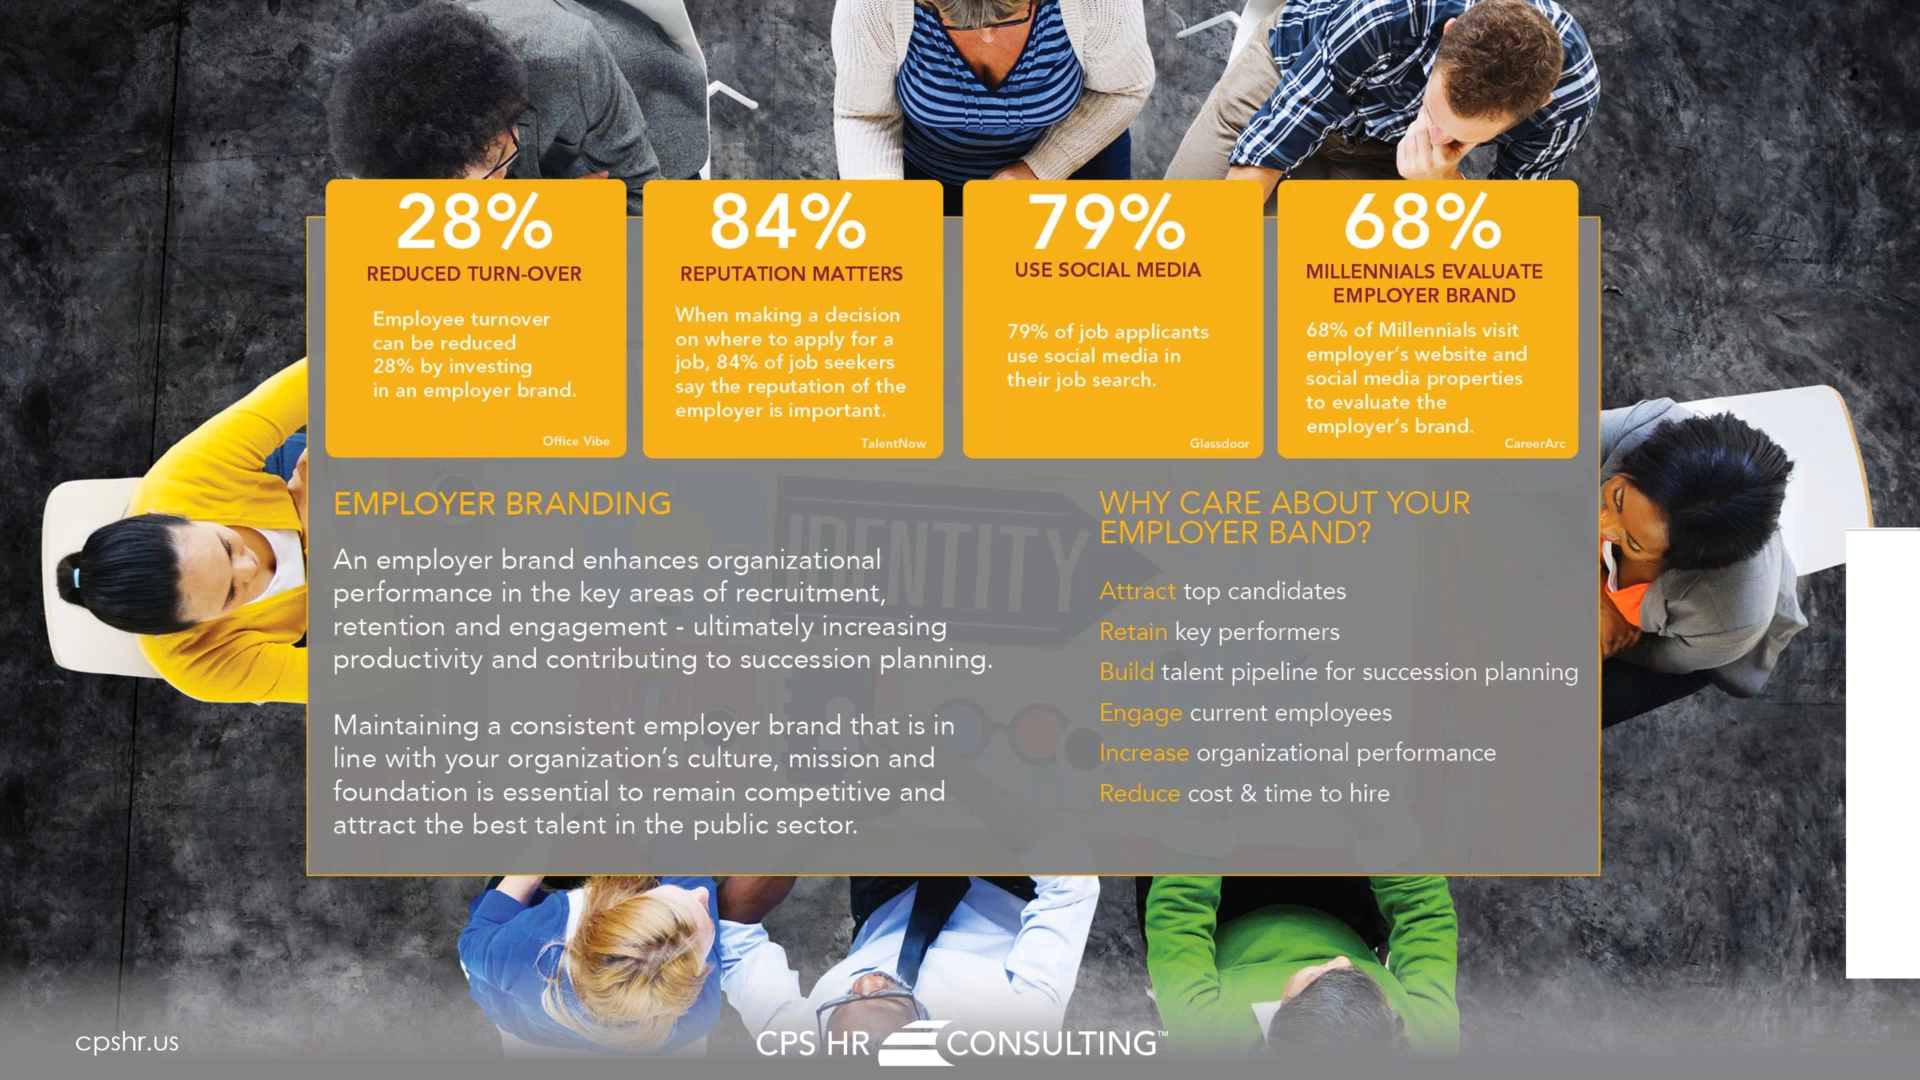 28%
REDUCED TURN-OVER
Employee turnover
can be reduced
28% by investing
in an employer brand.
Office Vibe
84%
REPUTATION MATTERS
When making a decision
on where to apply for a
job, 84% of job seekers
say the reputation of the
employer is important.
TalentNow
79%
USE SOCIAL MEDIA
79% of job applicants
use social media in
their job search.
Glassdoor
68%
MILLENNIALS EVALUATE
EMPLOYER BRAND
68% of Millennials visit
employer's website and
social media properties
to evaluate the
employer's brand.
CareerArc
EMPLOYER BRANDING
An employer brand enhances organizational
performance in the key areas of recruitment,
retention and engagement - ultimately increasing
productivity and contributing to succession planning.
Maintaining a consistent employer brand that is in
line with your organization's culture, mission and
foundation is essential to remain competitive and
attract the best talent in the public sector.
IDENTITY
WHY CARE ABOUT YOUR
EMPLOYER BAND?
Attract top candidates
Retain key performers
Build talent pipeline for succession planning
Engage current employees
Increase organizational performance
Reduce cost & time to hire
cpshr.us
CPS HR CONSULTING™